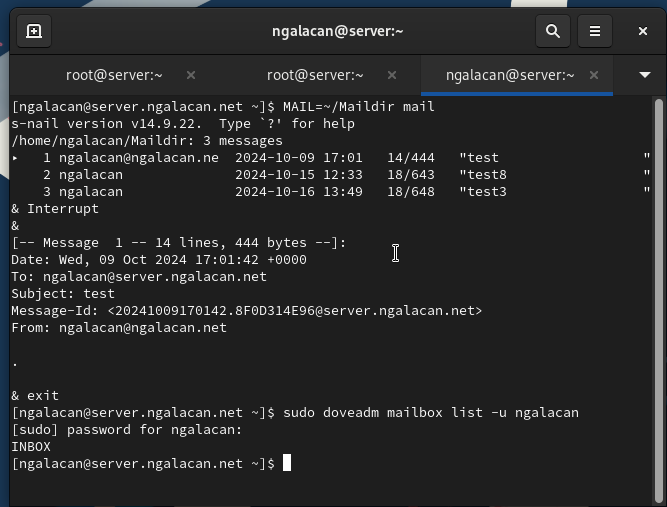 ngalacan@server:~
root@server:~ × root@server:~ × ngalacan@server:~ ×
[ngalacan@server.ngalacan.net ~]$ MAIL=~/Maildir mail
s-nail version v14.9.22.  Type `?' for help
/home/ngalacan/Maildir: 3 messages
▸   1 ngalacan@ngalacan.ne  2024-10-09 17:01   14/444   "test                 "
    2 ngalacan              2024-10-15 12:33   18/643   "test8                "
    3 ngalacan              2024-10-16 13:49   18/648   "test3                "
& Interrupt
&
[-- Message  1 -- 14 lines, 444 bytes --]:
Date: Wed, 09 Oct 2024 17:01:42 +0000
To: ngalacan@server.ngalacan.net
Subject: test
Message-Id: <20241009170142.8F0D314E96@server.ngalacan.net>
From: ngalacan@ngalacan.net
.
& exit
[ngalacan@server.ngalacan.net ~]$ sudo doveadm mailbox list -u ngalacan
[sudo] password for ngalacan:
INBOX
[ngalacan@server.ngalacan.net ~]$